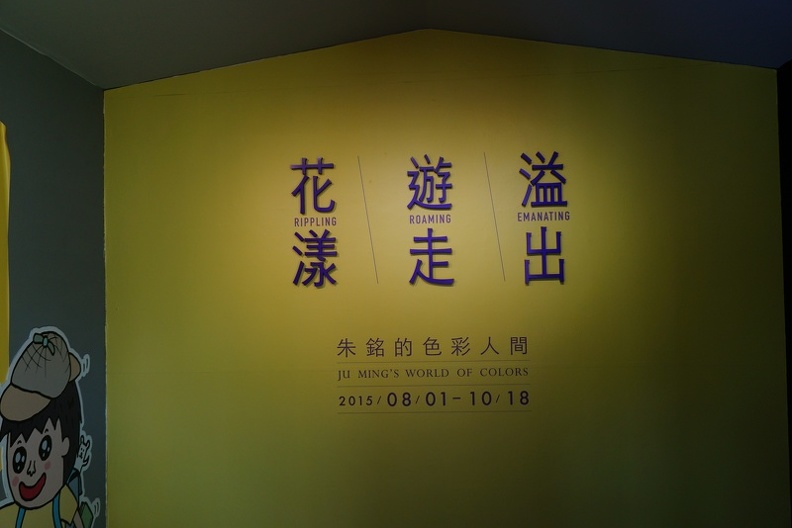 花漾
RIPPLING
遊走
ROAMING
溢出
EMANATING
朱銘的色彩人間
JU MING'S WORLD OF COLORS
2015/08/01-10/18